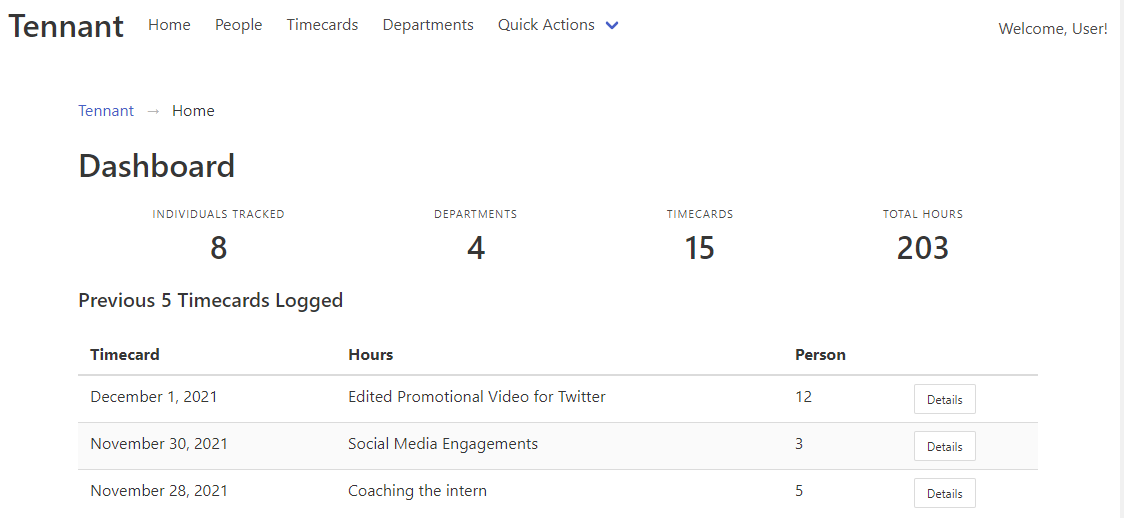 Tennant Home People Timecards Departments Quick Actions Welcome, User!
Tennant → Home
Dashboard
INDIVIDUALS TRACKED DEPARTMENTS TIMECARDS TOTAL HOURS
8 4 15 203
Previous 5 Timecards Logged
Timecard Hours Person
December 1, 2021 Edited Promotional Video for Twitter 12 Details
November 30, 2021 Social Media Engagements 3 Details
November 28, 2021 Coaching the intern 5 Details